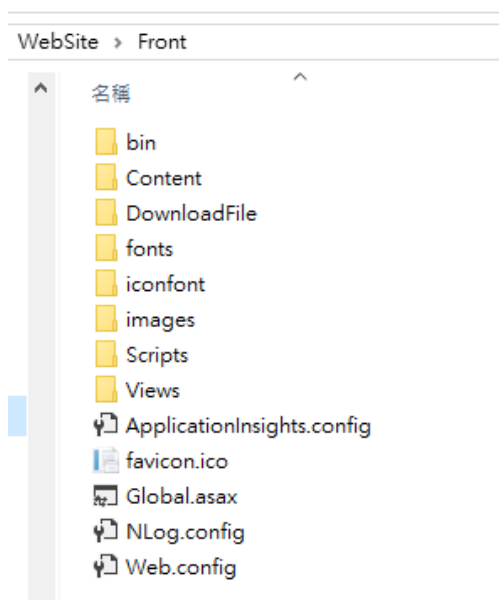 WebSite > Front
名稱
bin
Content
DownloadFile
fonts
iconfont
images
Scripts
Views
ApplicationInsights.config
favicon.ico
Global.asax
NLog.config
Web.config